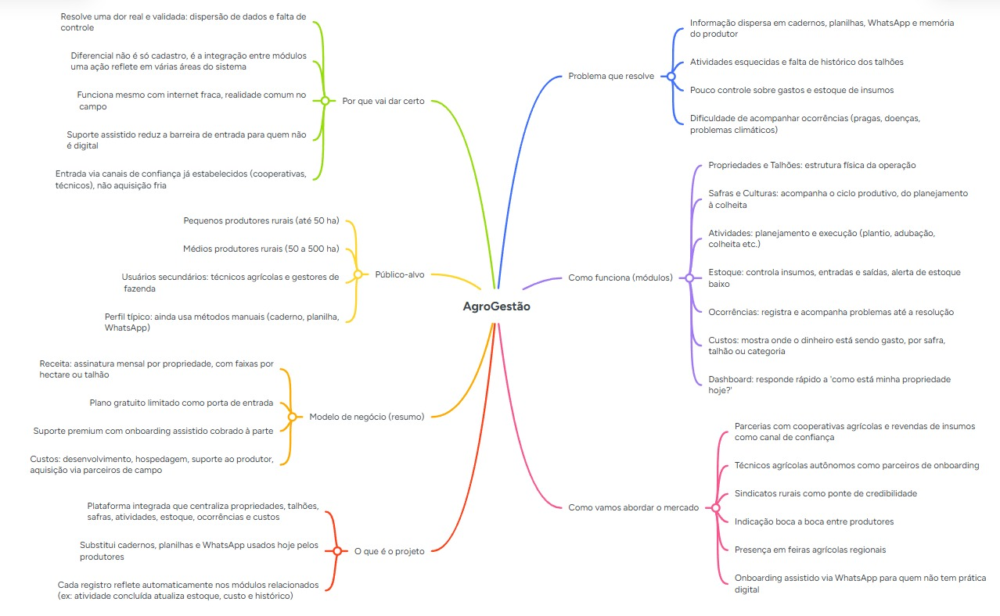 AgroGestão
Problema que resolve
Informação dispersa em cadernos, planilhas, WhatsApp e memória
do produtor
Atividades esquecidas e falta de histórico dos talhões
Pouco controle sobre gastos e estoque de insumos
Dificuldade de acompanhar ocorrências (pragas, doenças,
problemas climáticos)
Como funciona (módulos)
Propriedades e Talhões: estrutura física da operação
Safras e Culturas: acompanha o ciclo produtivo, do planejamento
à colheita
Atividades: planejamento e execução (plantio, adubação,
colheita etc.)
Estoque: controla insumos, entradas e saídas, alerta de estoque
baixo
Ocorrências: registra e acompanha problemas até a resolução
Custos: mostra onde o dinheiro está sendo gasto, por safra,
talhão ou categoria
Dashboard: responde rápido a 'como está minha propriedade
hoje?'
Como vamos abordar o mercado
Parcerias com cooperativas agrícolas e revendas de insumos
como canal de confiança
Técnicos agrícolas autônomos como parceiros de onboarding
Sindicatos rurais como ponte de credibilidade
Indicação boca a boca entre produtores
Presença em feiras agrícolas regionais
Onboarding assistido via WhatsApp para quem não tem prática
digital
Por que vai dar certo
Resolve uma dor real e validada: dispersão de dados e falta de
controle
Diferencial não é só cadastro, é a integração entre módulos
uma ação reflete em várias áreas do sistema
Funciona mesmo com internet fraca, realidade comum no
campo
Suporte assistido reduz a barreira de entrada para quem não
é digital
Entrada via canais de confiança já estabelecidos (cooperativas,
técnicos), não aquisição fria
Público-alvo
Pequenos produtores rurais (até 50 ha)
Médios produtores rurais (50 a 500 ha)
Usuários secundários: técnicos agrícolas e gestores de
fazenda
Perfil típico: ainda usa métodos manuais (caderno, planilha,
WhatsApp)
Modelo de negócio (resumo)
Receita: assinatura mensal por propriedade, com faixas por
hectare ou talhão
Plano gratuito limitado como porta de entrada
Suporte premium com onboarding assistido cobrado à parte
Custos: desenvolvimento, hospedagem, suporte ao produtor,
aquisição via parceiros de campo
O que é o projeto
Plataforma integrada que centraliza propriedades, talhões,
safras, atividades, estoque, ocorrências e custos
Substitui cadernos, planilhas e WhatsApp usados hoje pelos
produtores
Cada registro reflete automaticamente nos módulos relacionados
(ex: atividade concluída atualiza estoque, custo e histórico)